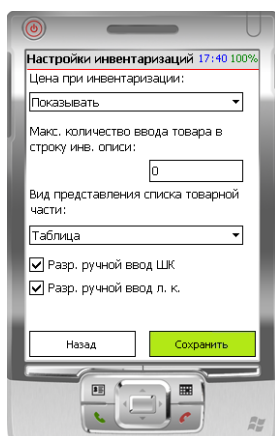 Настройки инвентаризаций 17:40 100%
Цена при инвентаризации:
Показывать
Макс. количество ввода товара в
строку инв. описи:
0
Вид представления списка товарной
части:
Таблица
Разр. ручной ввод ШК
Разр. ручной ввод л. к.
Назад Сохранить